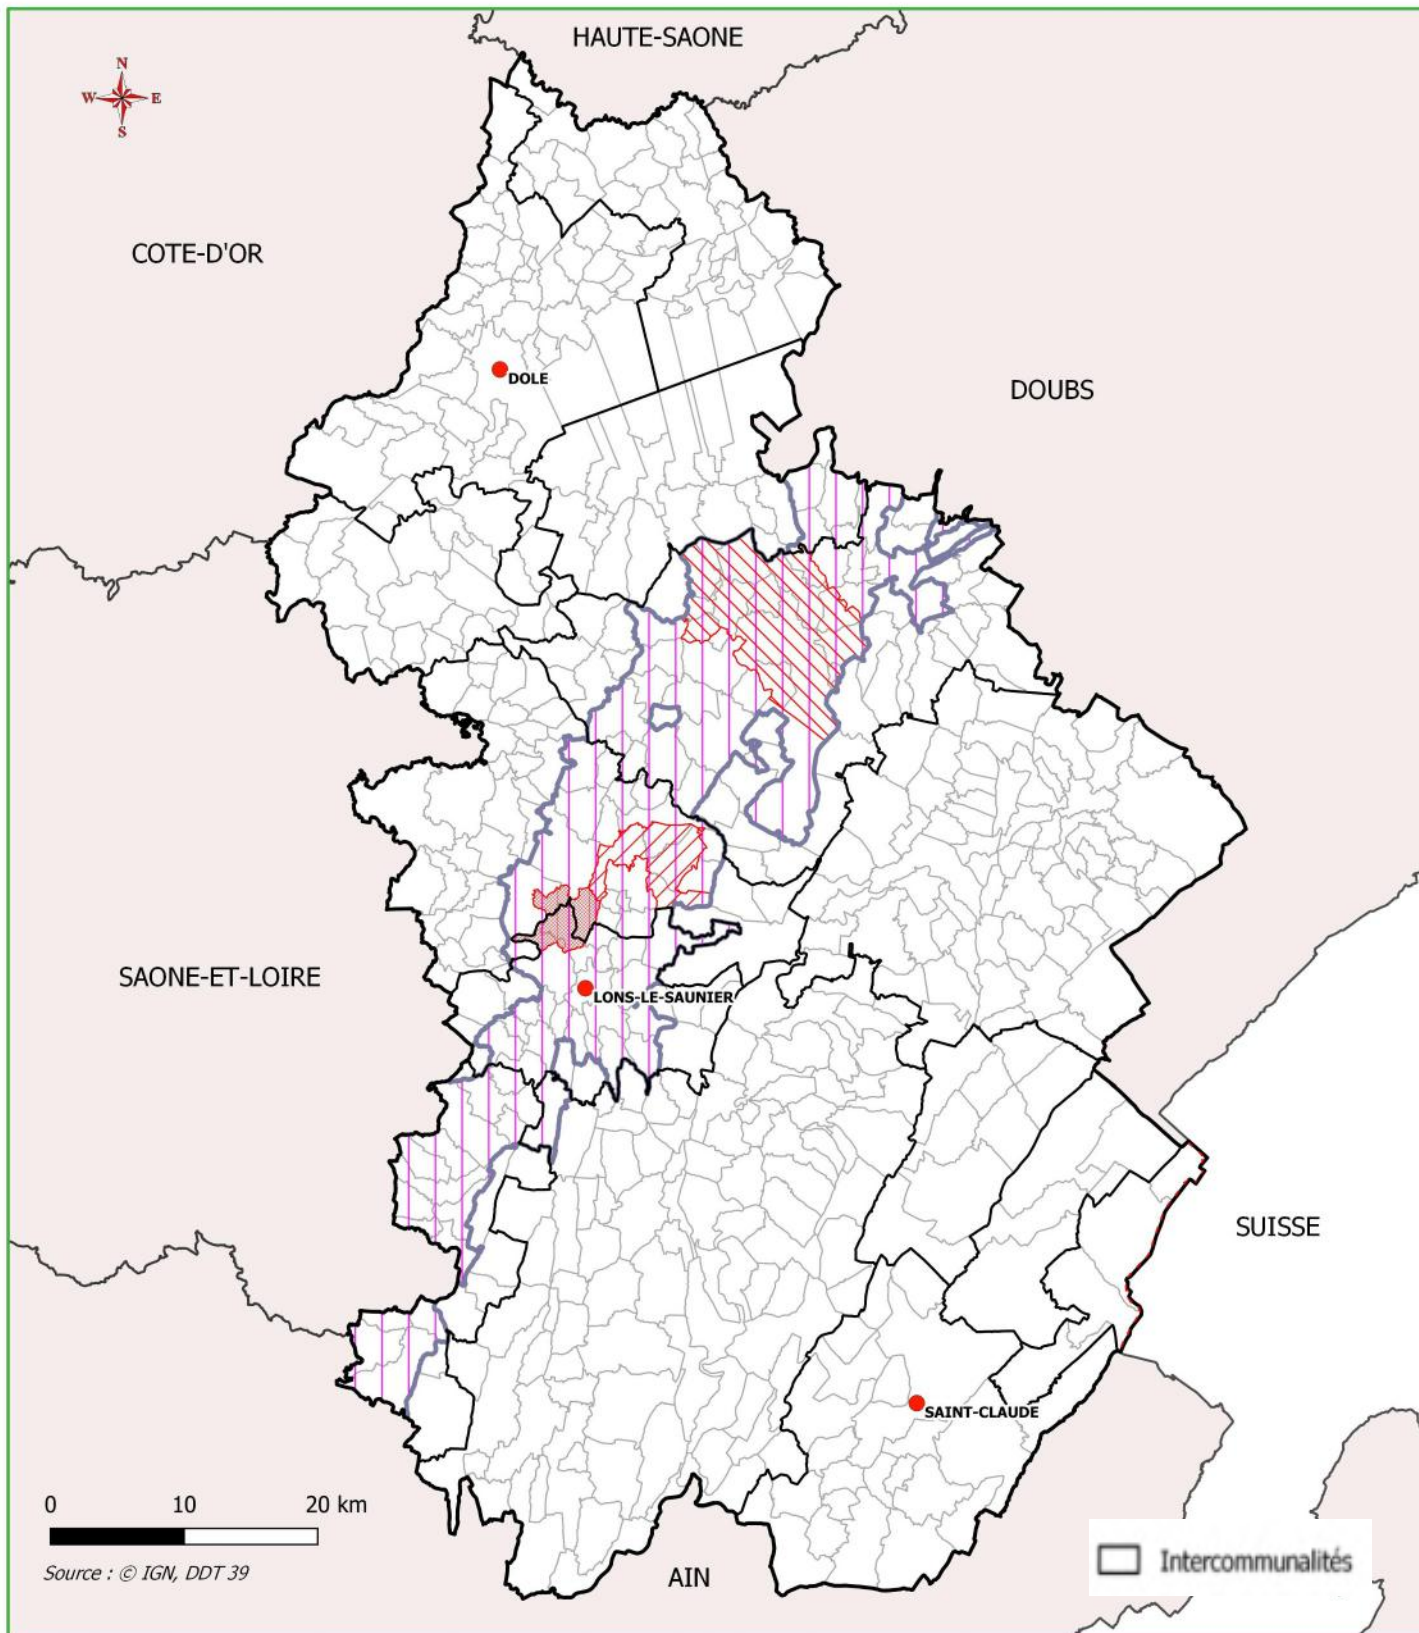 HAUTE-SAONE
N
W E
S
COTE-D'OR
DOLE
DOUBS
SAONE-ET-LOIRE
LONS-LE-SAUNIER
SUISSE
SAINT-CLAUDE
0 10 20 km
Source : © IGN, DDT 39
AIN
Intercommunalités